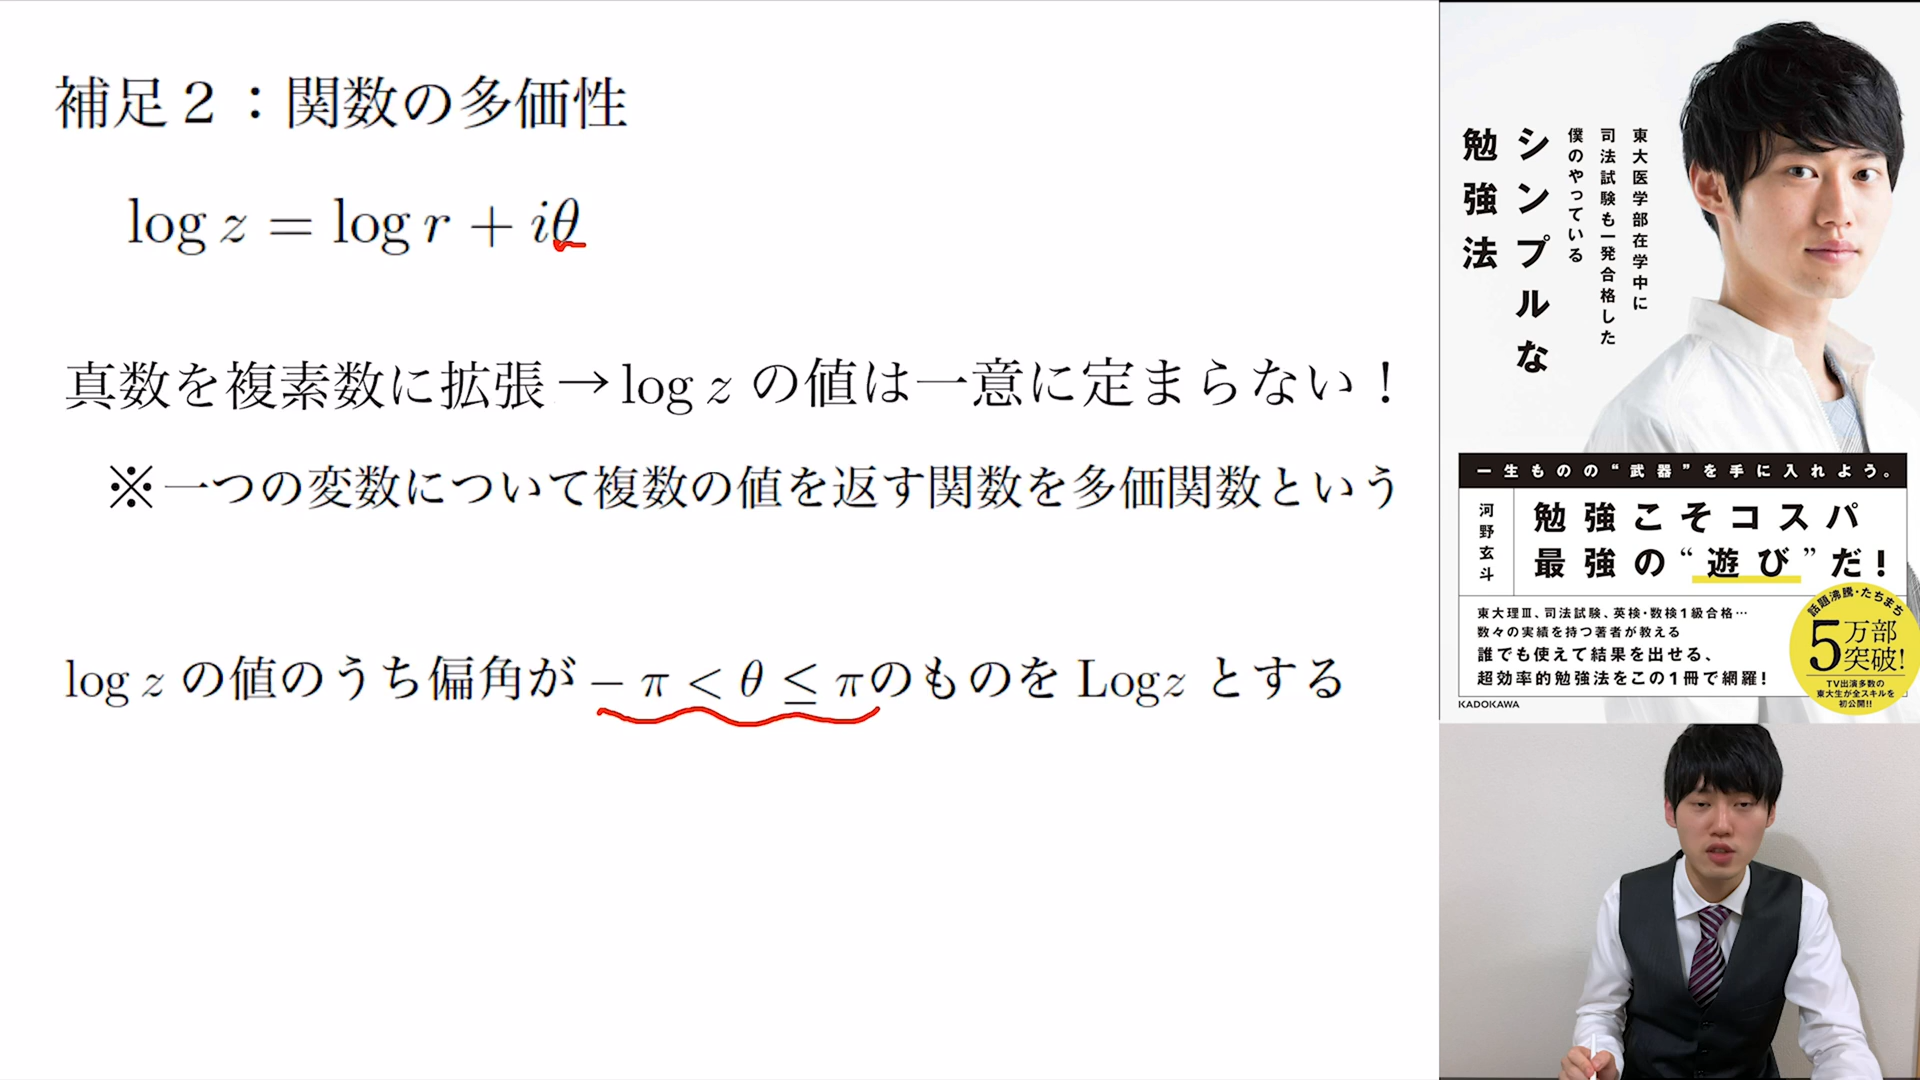 補足２：関数の多価性
log z = log r + iθ
真数を複素数に拡張→log z の値は一意に定まらない！
※一つの変数について複数の値を返す関数を多価関数という
log z の値のうち偏角が − π < θ ≤ πのものを Logz とする
東大医学部在学中に
司法試験も一発合格した
僕のやっている
シンプルな
勉強法
一生ものの“武器”を手に入れよう。
河野玄斗
勉強こそコスパ
最強の“遊び”だ！
東大理Ⅲ、司法試験、英検・数検1級合格…
数々の実績を持つ著者が教える
誰でも使えて結果を出せる、
超効率的勉強法をこの1冊で網羅！
KADOKAWA
話題沸騰・たちまち
5万部
突破！
TV出演多数の
東大生が全スキルを
初公開!!